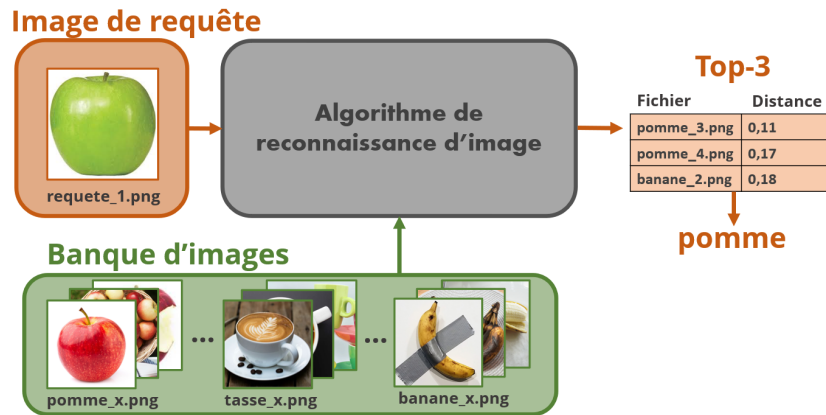 Image de requête
requete_1.png
Algorithme de
reconnaissance d'image
Top-3
Fichier Distance
pomme_3.png 0,11
pomme_4.png 0,17
banane_2.png 0,18
pomme
Banque d'images
... ...
pomme_x.png tasse_x.png banane_x.png